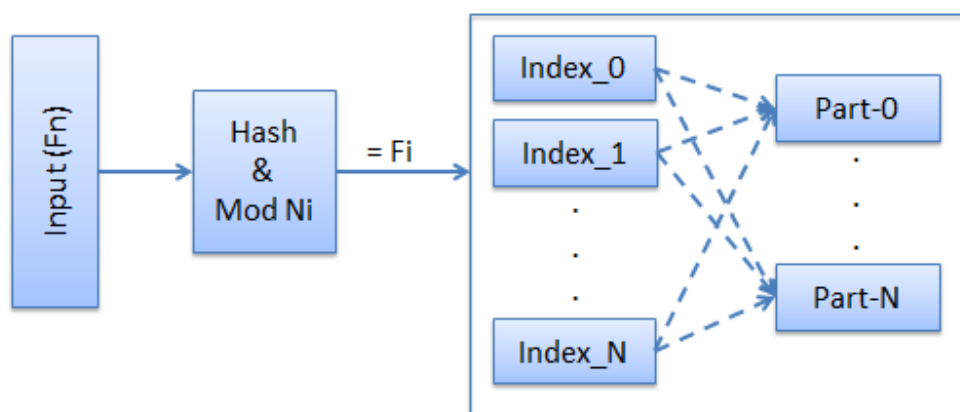 Input (Fn)
Hash
&
Mod Ni
= Fi
Index_0
Index_1
.
.
.
Index_N
Part-0
.
.
.
Part-N